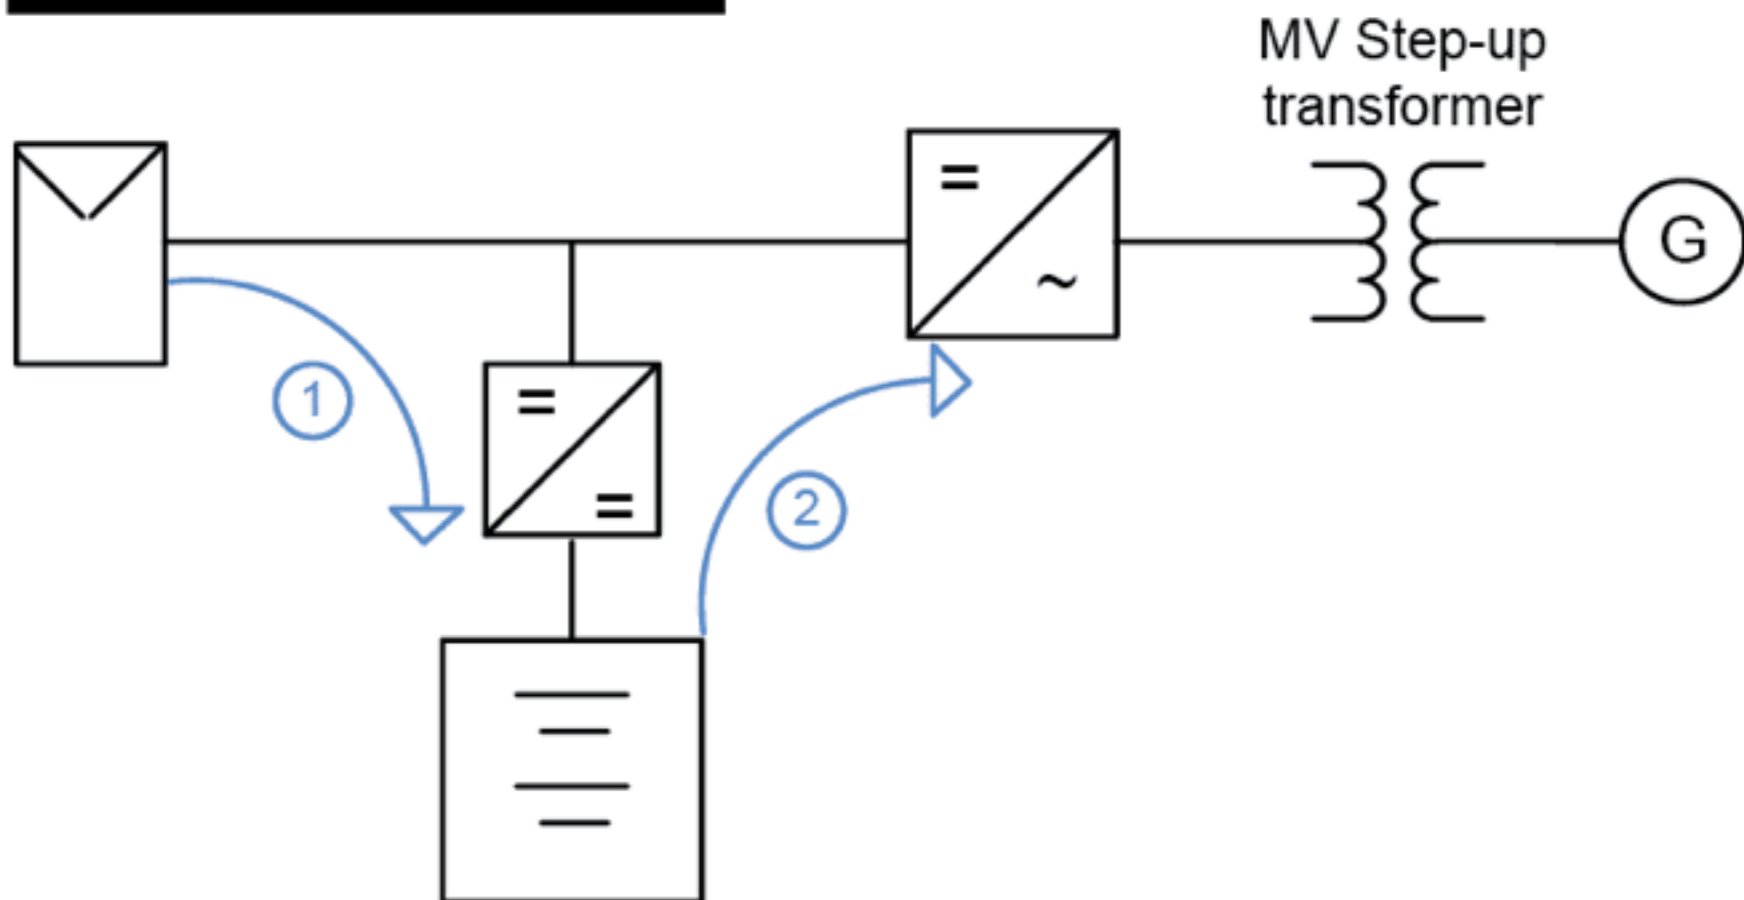 MV Step-up
transformer
=
~
G
1
=
=
2